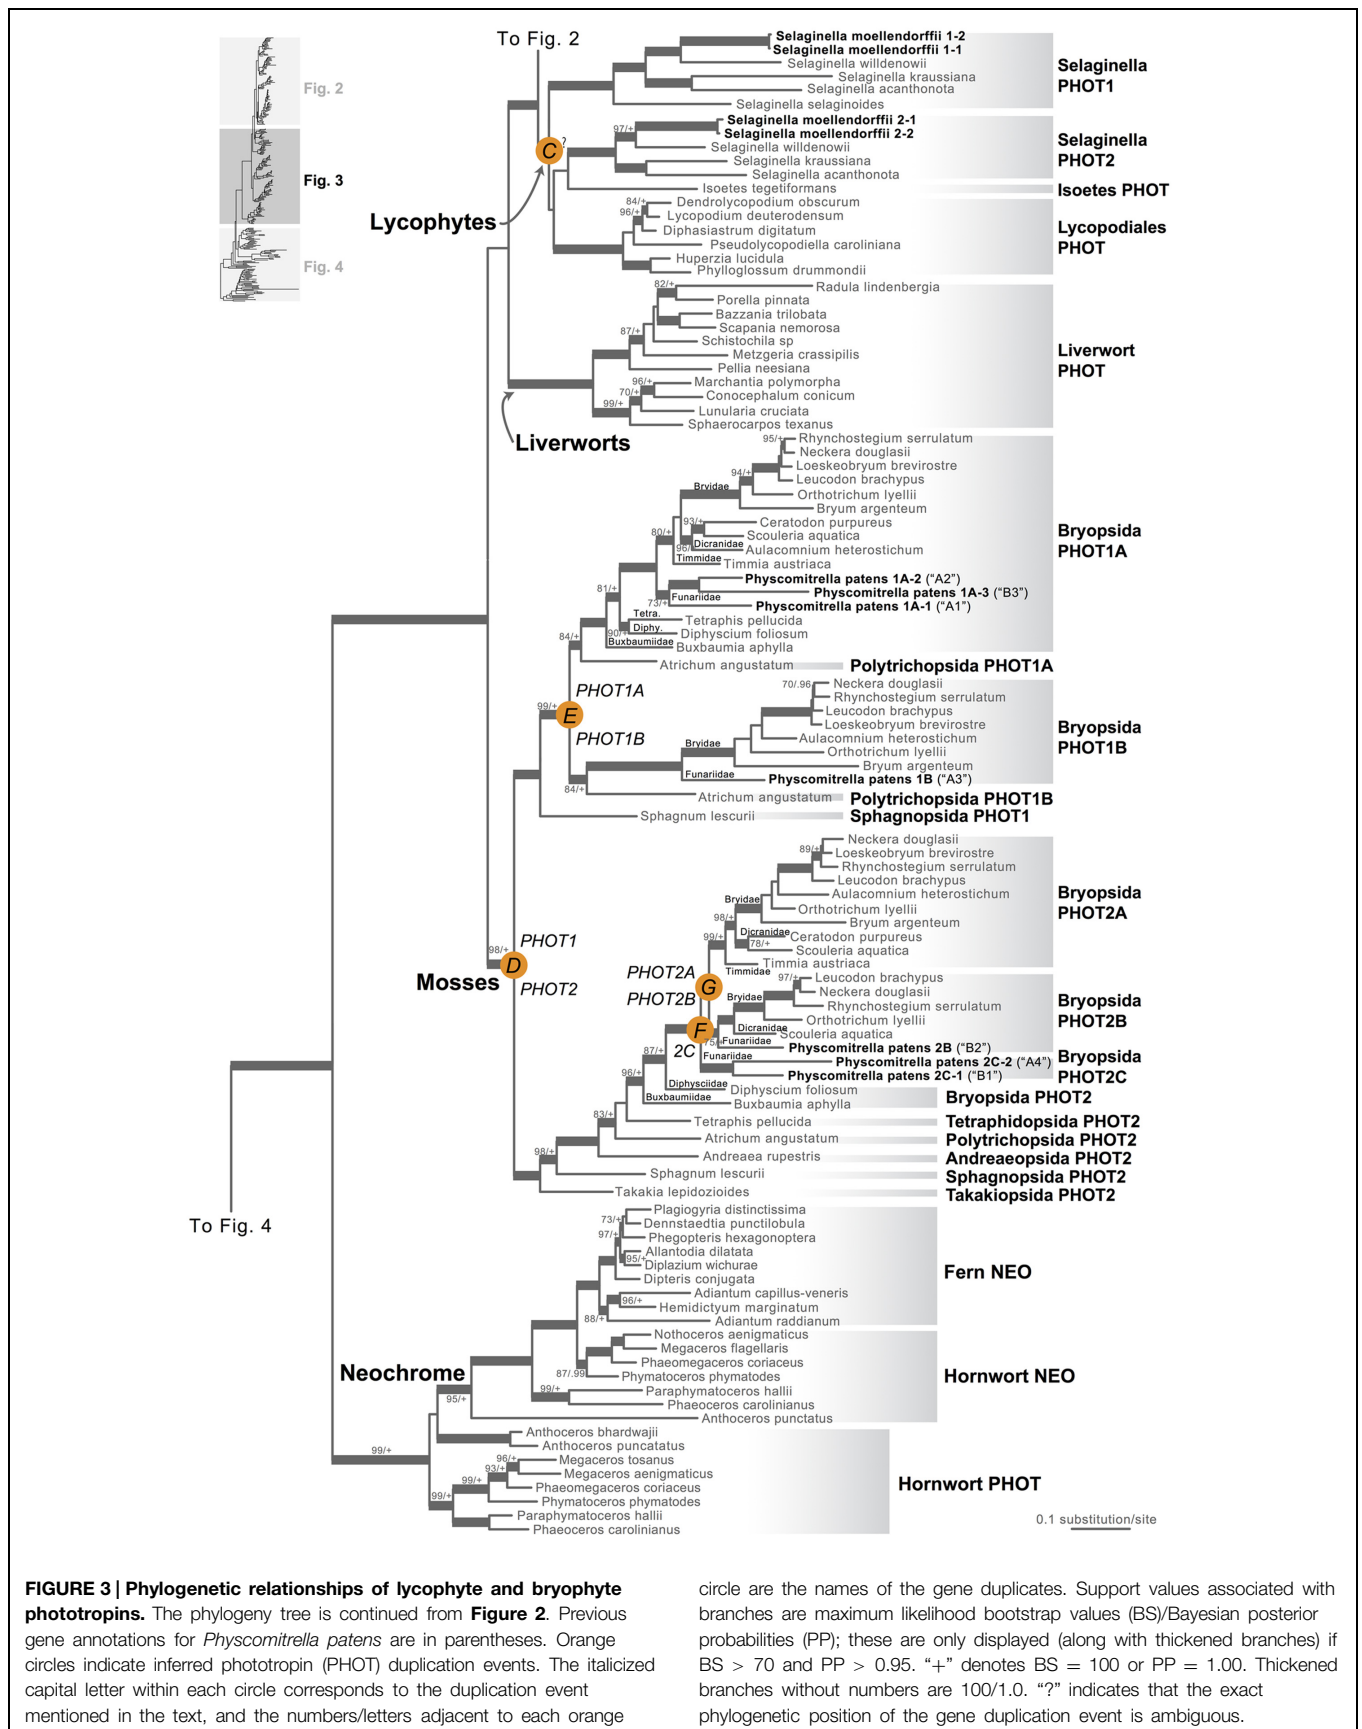 To Fig. 2
Fig. 2
Fig. 3
Fig. 4
Selaginella moellendorffii 1-2
Selaginella moellendorffii 1-1
Selaginella willdenowii
Selaginella kraussiana
Selaginella acanthonota
Selaginella selaginoides
Selaginella
PHOT1
97/+
Selaginella moellendorffii 2-1
Selaginella moellendorffii 2-2
Selaginella willdenowii
Selaginella kraussiana
Selaginella acanthonota
Selaginella
PHOT2
C
?
Isoetes tegetiformans
Isoetes PHOT
Lycophytes
84/+
96/+
Dendrolycopodium obscurum
Lycopodium deuterodensum
Diphasiastrum digitatum
Pseudolycopodiella caroliniana
Huperzia lucidula
Phylloglossum drummondii
Lycopodiales
PHOT
82/+
87/+
Radula lindenbergia
Porella pinnata
Bazzania trilobata
Scapania nemorosa
Schistochila sp
Metzgeria crassipilis
Pellia neesiana
96/+
70/+
99/+
Marchantia polymorpha
Conocephalum conicum
Lunularia cruciata
Sphaerocarpos texanus
Liverwort
PHOT
Liverworts
95/+
94/+
Bryidae
Rhynchostegium serrulatum
Neckera douglasii
Loeskeobryum brevirostre
Leucodon brachypus
Orthotrichum lyellii
Bryum argenteum
80/+
93/+
96/
Dicranidae
Timmidae
Ceratodon purpureus
Scouleria aquatica
Aulacomnium heterostichum
Timmia austriaca
81/+
73/+
Funariidae
Physcomitrella patens 1A-2 (“A2”)
Physcomitrella patens 1A-3 (“B3”)
Physcomitrella patens 1A-1 (“A1”)
84/+
90/+
Tetra.
Diphy.
Buxbaumiidae
Tetraphis pellucida
Diphyscium foliosum
Buxbaumia aphylla
Bryopsida
PHOT1A
Atrichum angustatum
Polytrichopsida PHOT1A
PHOT1A
99/+
E
PHOT1B
70/.96
Neckera douglasii
Rhynchostegium serrulatum
Leucodon brachypus
Loeskeobryum brevirostre
Aulacomnium heterostichum
Orthotrichum lyellii
Bryum argenteum
Bryidae
Funariidae
Physcomitrella patens 1B (“A3”)
Bryopsida
PHOT1B
84/+
Atrichum angustatum
Polytrichopsida PHOT1B
Sphagnum lescurii
Sphagnopsida PHOT1
Mosses
98/+
PHOT1
D
PHOT2
89/+
Neckera douglasii
Loeskeobryum brevirostre
Rhynchostegium serrulatum
Leucodon brachypus
Aulacomnium heterostichum
Orthotrichum lyellii
Bryum argenteum
Bryidae
98/+
Dicranidae
78/+
Ceratodon purpureus
Scouleria aquatica
99/+
Timmia austriaca
Timmidae
Bryopsida
PHOT2A
PHOT2A
G
PHOT2B
97/+
Leucodon brachypus
Neckera douglasii
Rhynchostegium serrulatum
Orthotrichum lyellii
Bryidae
Dicranidae
Scouleria aquatica
F
75/+
Funariidae
Physcomitrella patens 2B (“B2”)
Bryopsida
PHOT2B
2C
Funariidae
Physcomitrella patens 2C-2 (“A4”)
Physcomitrella patens 2C-1 (“B1”)
Bryopsida
PHOT2C
87/+
96/+
Diphysciidae
Buxbaumiidae
Diphyscium foliosum
Buxbaumia aphylla
Bryopsida PHOT2
83/+
Tetraphis pellucida
Tetraphidopsida PHOT2
Atrichum angustatum
Polytrichopsida PHOT2
98/+
Andreaea rupestris
Andreaeopsida PHOT2
Sphagnum lescurii
Sphagnopsida PHOT2
Takakia lepidozioides
Takakiopsida PHOT2
To Fig. 4
73/+
97/+
95/+
Plagiogyria distinctissima
Dennstaedtia punctilobula
Phegopteris hexagonoptera
Allantodia dilatata
Diplazium wichurae
Dipteris conjugata
96/+
88/+
Adiantum capillus-veneris
Hemidictyum marginatum
Adiantum raddianum
Fern NEO
87/.99
Nothoceros aenigmaticus
Megaceros flagellaris
Phaeomegaceros coriaceus
Phymatoceros phymatodes
99/+
Paraphymatoceros hallii
Phaeoceros carolinianus
Anthoceros punctatus
Hornwort NEO
Neochrome
95/+
99/+
Anthoceros bhardwajii
Anthoceros puncatatus
96/+
93/+
99/+
99/+
Megaceros tosanus
Megaceros aenigmaticus
Phaeomegaceros coriaceus
Phymatoceros phymatodes
Paraphymatoceros hallii
Phaeoceros carolinianus
Hornwort PHOT
0.1 substitution/site
FIGURE 3 | Phylogenetic relationships of lycophyte and bryophyte
phototropins. The phylogeny tree is continued from Figure 2. Previous
gene annotations for Physcomitrella patens are in parentheses. Orange
circles indicate inferred phototropin (PHOT) duplication events. The italicized
capital letter within each circle corresponds to the duplication event
mentioned in the text, and the numbers/letters adjacent to each orange
circle are the names of the gene duplicates. Support values associated with
branches are maximum likelihood bootstrap values (BS)/Bayesian posterior
probabilities (PP); these are only displayed (along with thickened branches) if
BS > 70 and PP > 0.95. “+” denotes BS = 100 or PP = 1.00. Thickened
branches without numbers are 100/1.0. “?” indicates that the exact
phylogenetic position of the gene duplication event is ambiguous.